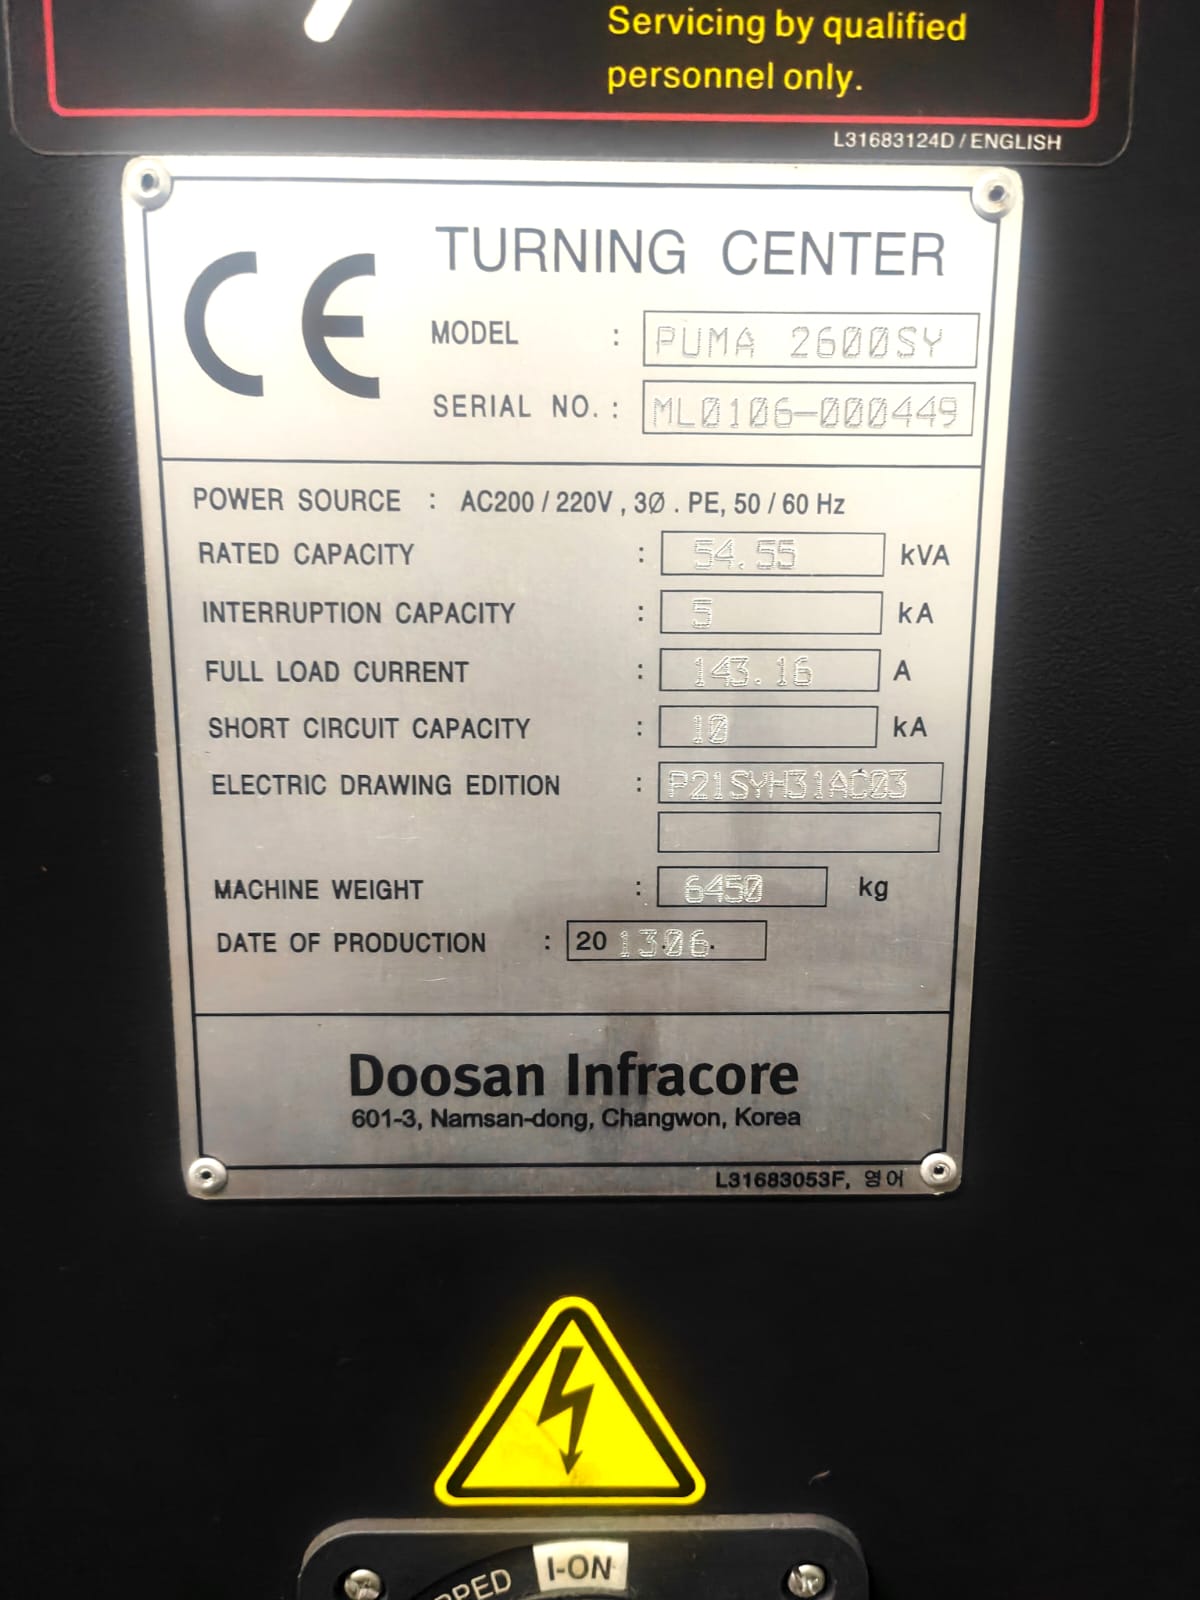 Servicing by qualified
personnel only.
L31683124D / ENGLISH
CE TURNING CENTER
MODEL : PUMA 2600SY
SERIAL NO. : ML0106-000449
POWER SOURCE : AC200 / 220V , 3Ø . PE, 50 / 60 Hz
RATED CAPACITY : 54.55 kVA
INTERRUPTION CAPACITY : 5 kA
FULL LOAD CURRENT : 143.16 A
SHORT CIRCUIT CAPACITY : 10 kA
ELECTRIC DRAWING EDITION : P21SYH31AC03
MACHINE WEIGHT : 6450 kg
DATE OF PRODUCTION : 20 13.06.
Doosan Infracore
601-3, Namsan-dong, Changwon, Korea
L31683053F, 영어
I-ON